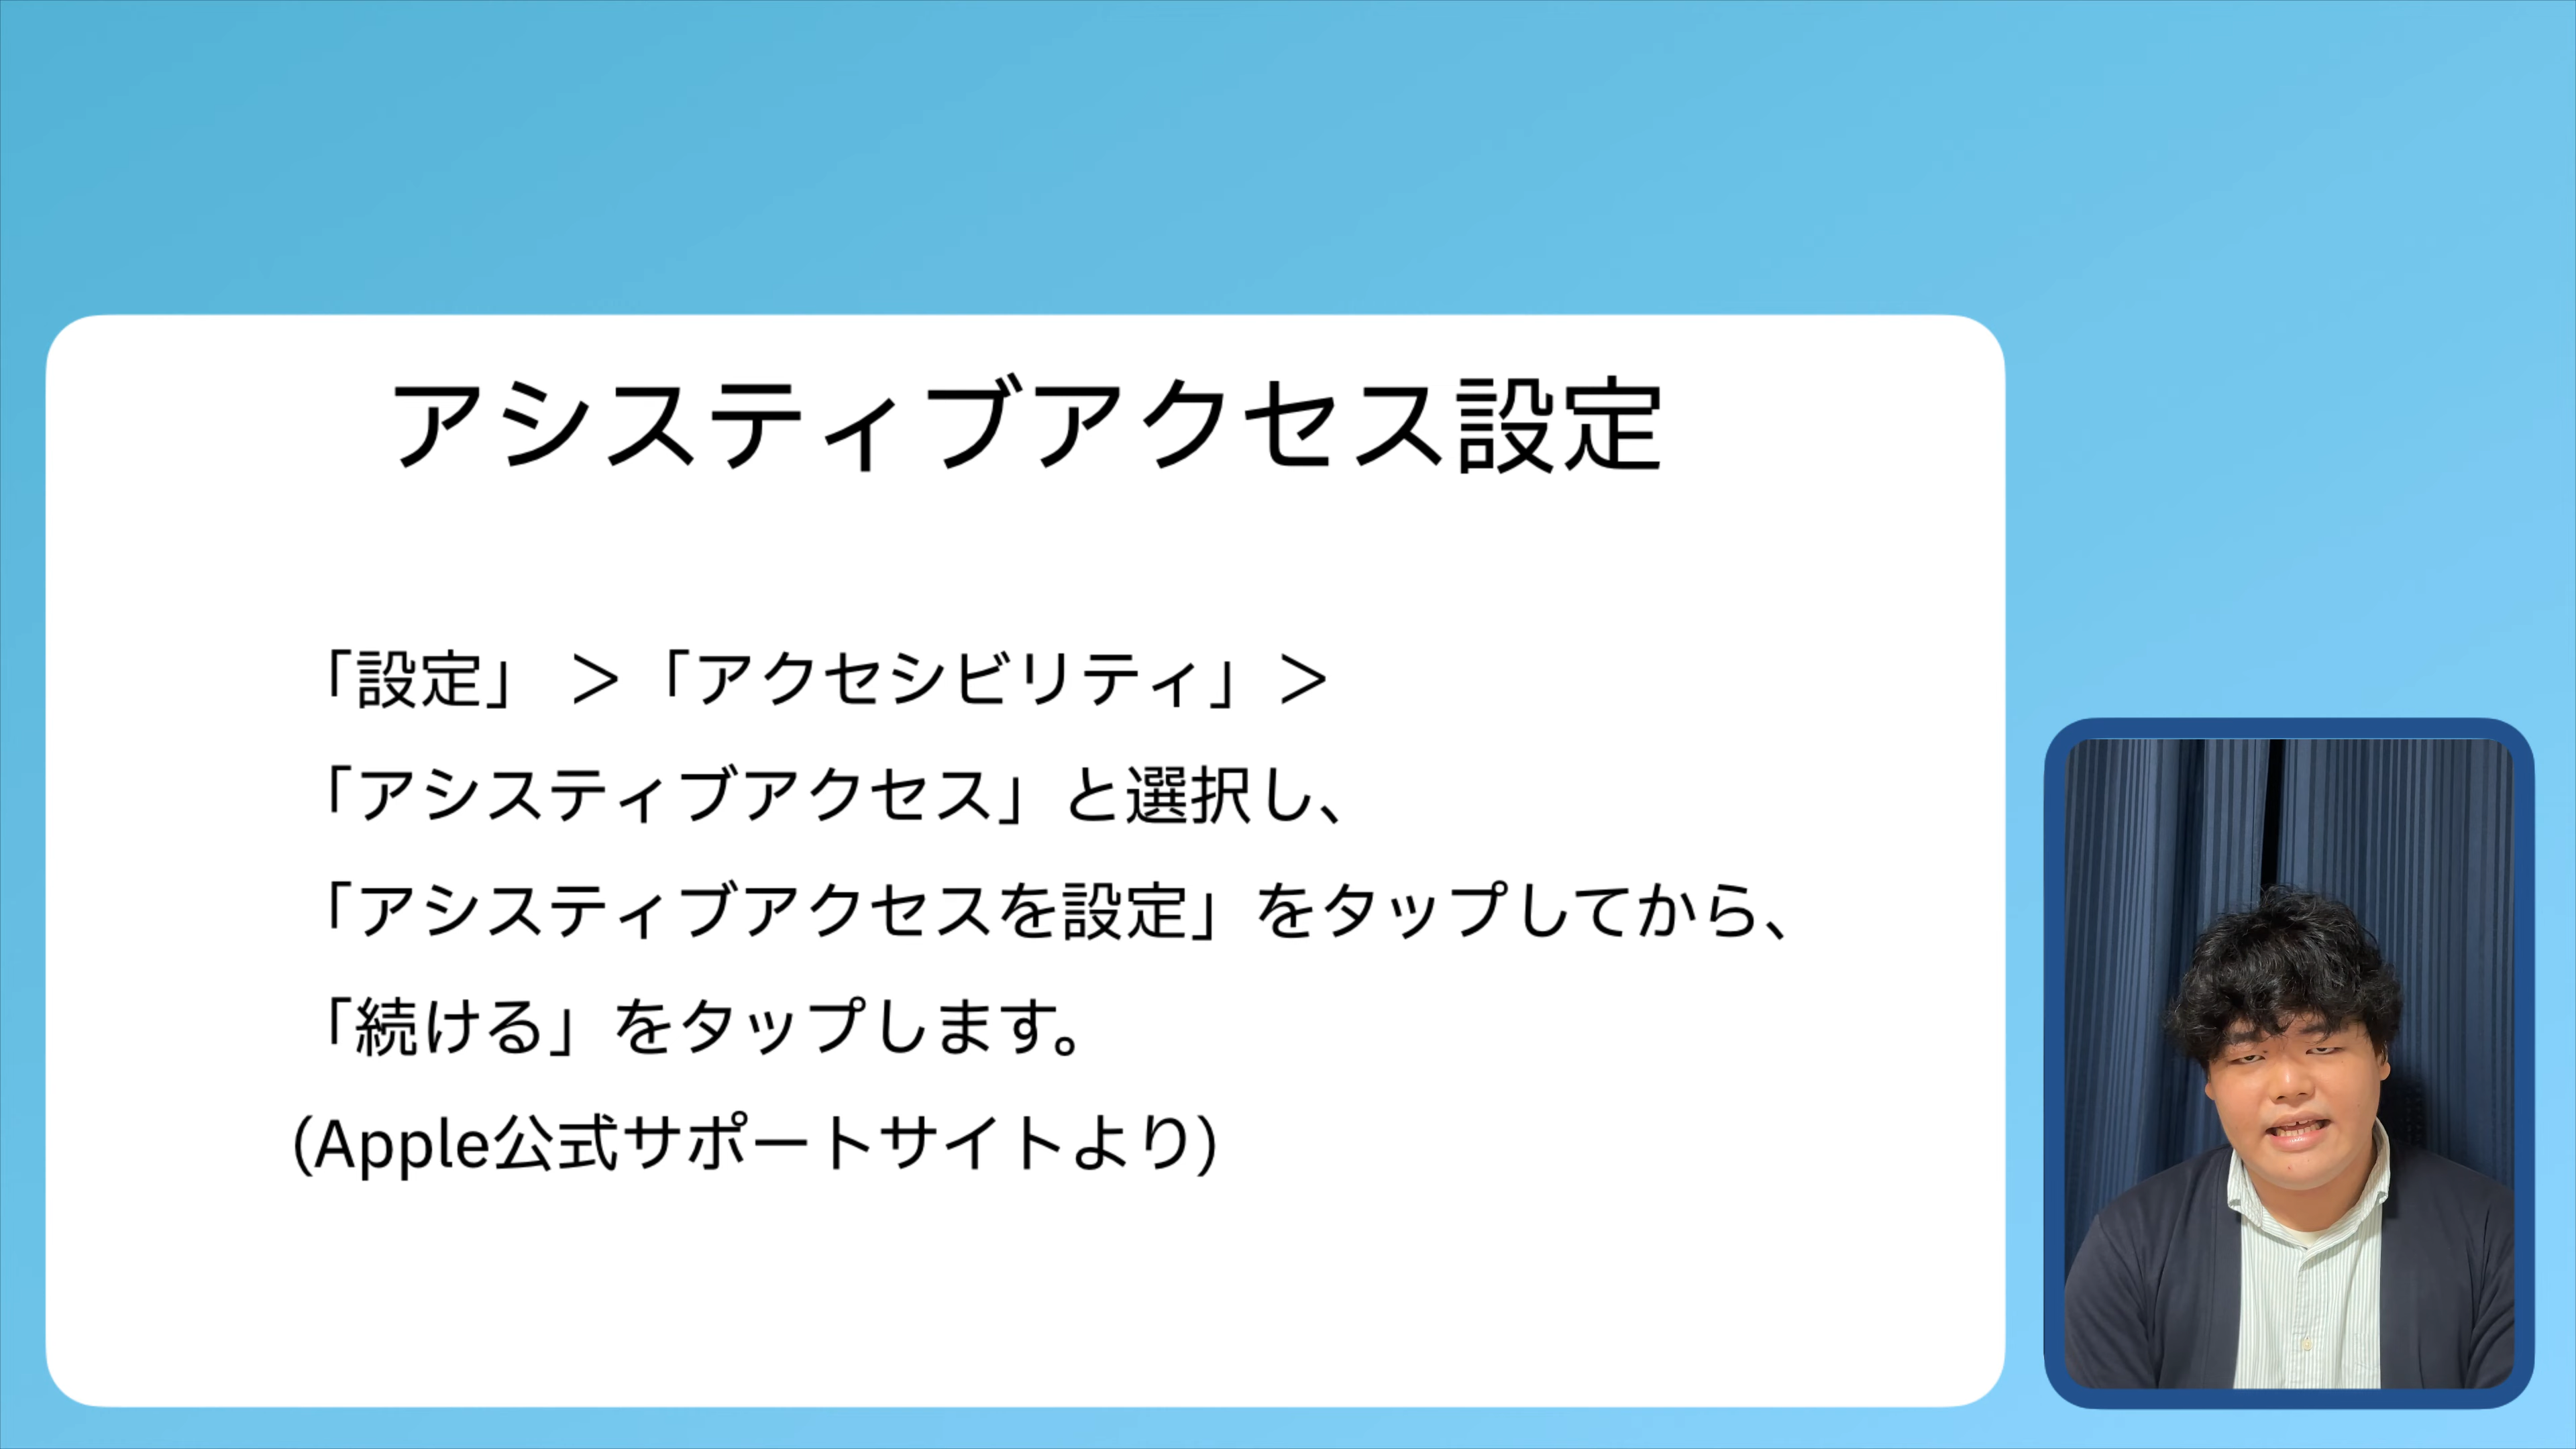 アシスティブアクセス設定
「設定」 ＞「アクセシビリティ」＞
「アシスティブアクセス」と選択し、
「アシスティブアクセスを設定」をタップしてから、
「続ける」をタップします。
(Apple公式サポートサイトより)